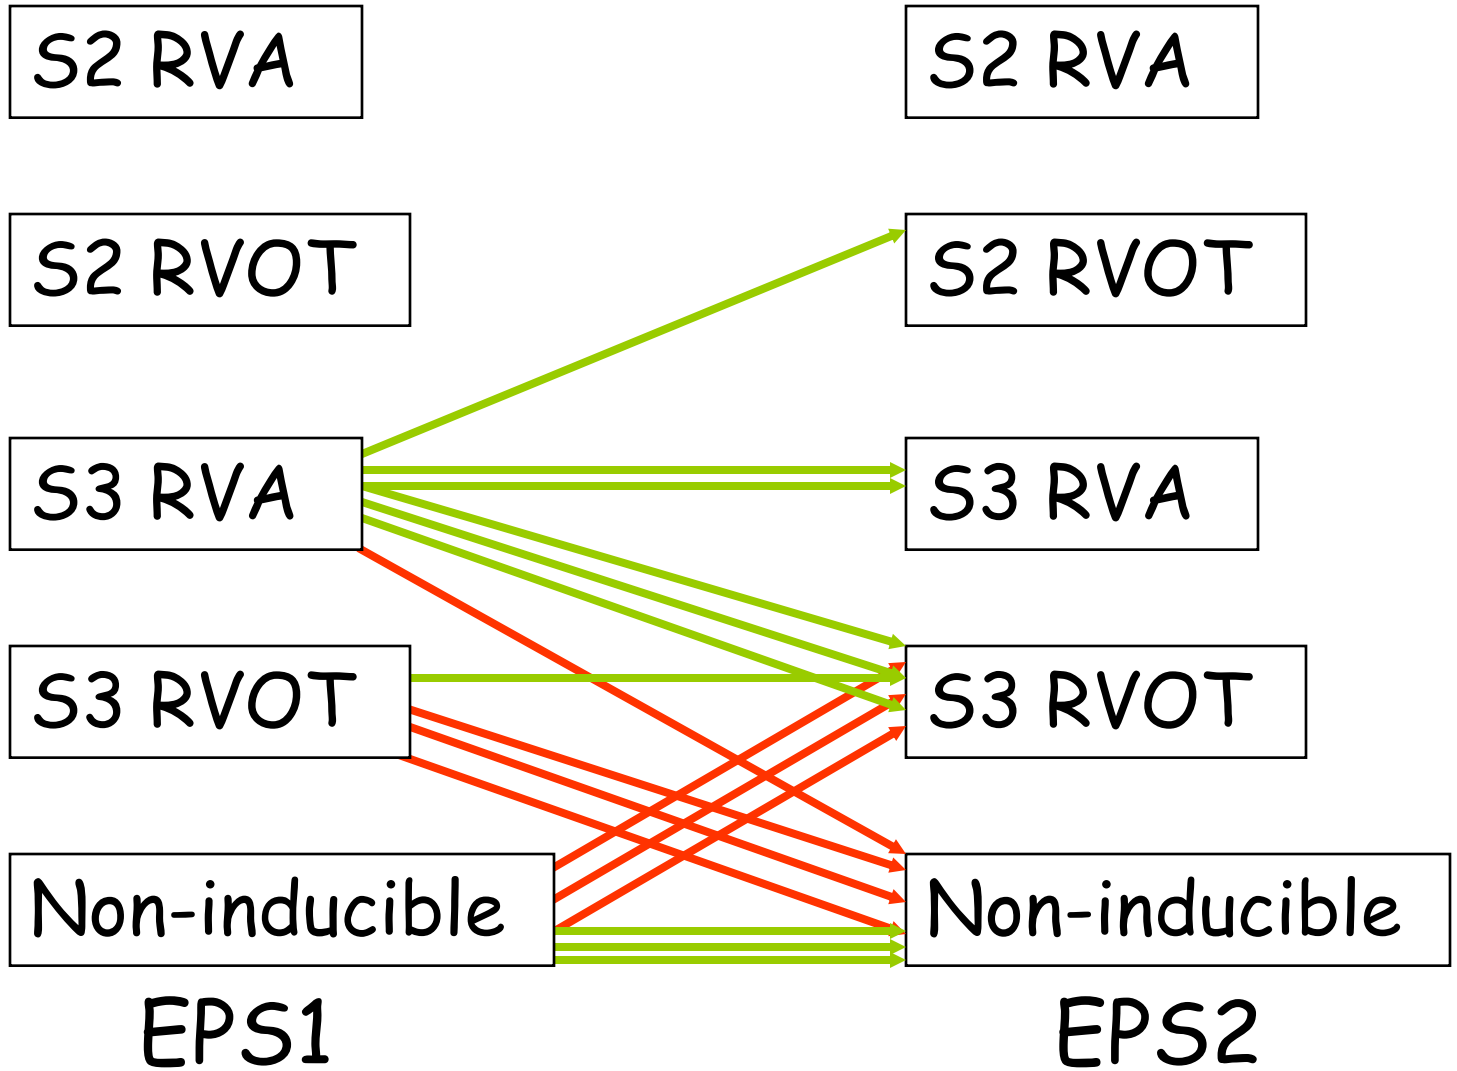 S2 RVA
S2 RVA
S2 RVOT
S2 RVOT
S3 RVA
S3 RVA
S3 RVOT
S3 RVOT
Non-inducible
Non-inducible
EPS1
EPS2